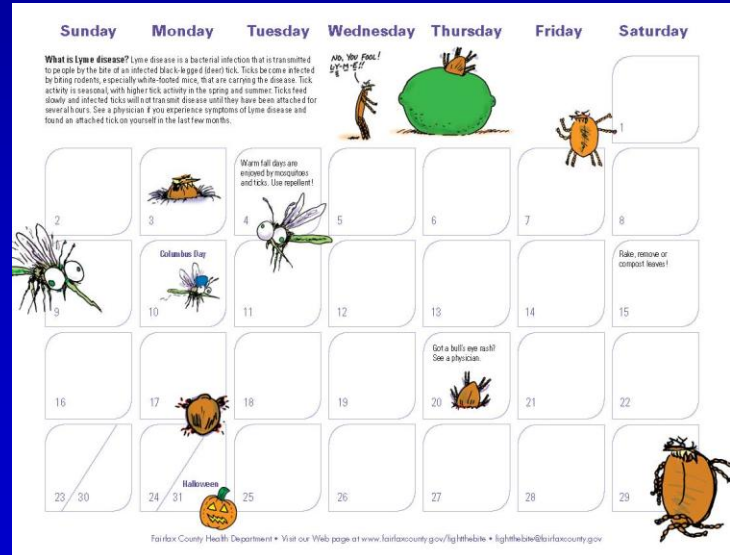 Sunday Monday Tuesday Wednesday Thursday Friday Saturday
What is Lyme disease? Lyme disease is a bacterial infection that is transmitted
to people by the bite of an infected black-legged (deer) tick. Ticks become infected
by biting rodents, especially white-footed mice, that are carrying the disease. Tick
activity is seasonal, with higher tick activity in the spring and summer. Ticks feed
slowly and infected ticks will not transmit disease until they have been attached for
several hours. See a physician if you experience symptoms of Lyme disease and
found an attached tick on yourself in the last few months.
NO, YOU FOOL!
LY-M-E!!
1
Warm fall days are
enjoyed by mosquitoes
and ticks. Use repellent!
2 3 4 5 6 7 8
Columbus Day
Rake, remove or
compost leaves!
9 10 11 12 13 14 15
Got a bull's eye rash?
See a physician.
16 17 18 19 20 21 22
Halloween
23 / 30 24 / 31 25 26 27 28 29
Fairfax County Health Department • Visit our Web page at www.fairfaxcounty.gov/fightthebite • fightthebite@fairfaxcounty.gov